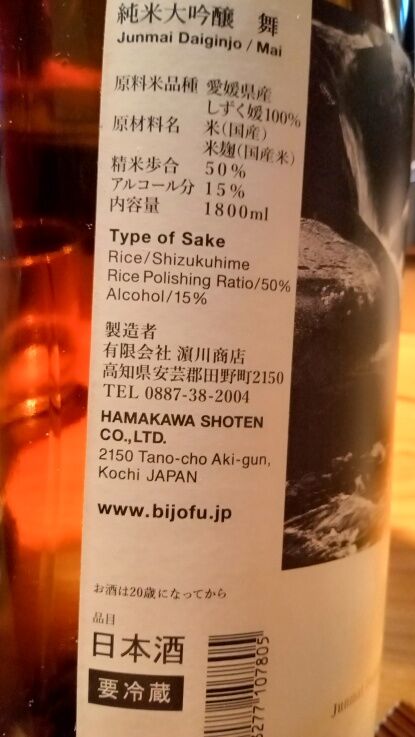 純米大吟醸 舞
Junmai Daiginjo / Mai
原料米品種 愛媛県産
しずく媛100%
原材料名 米(国産)
米麹(国産米)
精米歩合 50%
アルコール分 15%
内容量 1800ml
Type of Sake
Rice/Shizukuhime
Rice Polishing Ratio/50%
Alcohol/15%
製造者
有限会社 濵川商店
高知県安芸郡田野町2150
TEL 0887-38-2004
HAMAKAWA SHOTEN
CO.,LTD.
2150 Tano-cho Aki-gun,
Kochi JAPAN
www.bijofu.jp
お酒は20歳になってから
品目
日本酒
要冷蔵
277 107805
Junmai